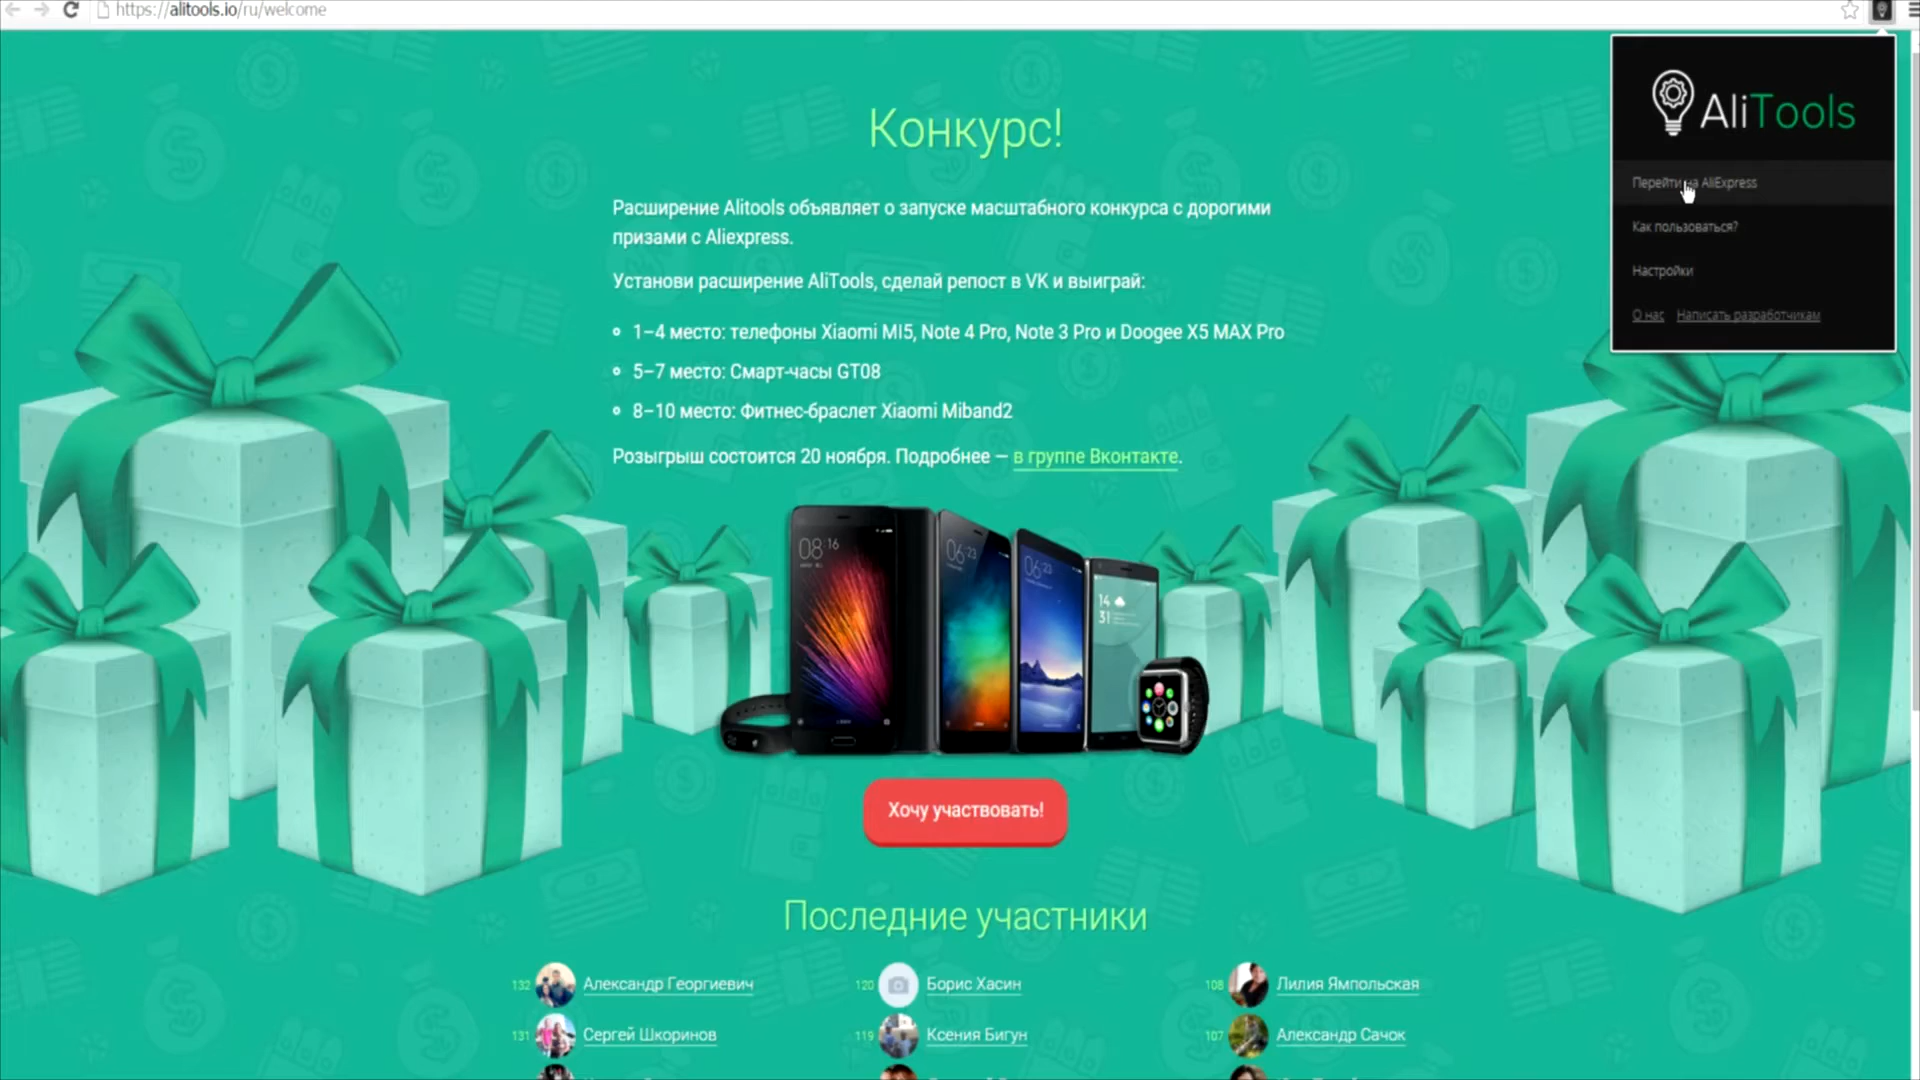 https://alitools.io/ru/welcome
AliTools
Перейти на AliExpress
Как пользоваться?
Настройки
О нас Написать разработчикам
Конкурс!
Расширение Alitools объявляет о запуске масштабного конкурса с дорогими
призами с Aliexpress.
Установи расширение AliTools, сделай репост в VK и выиграй:
1–4 место: телефоны Xiaomi MI5, Note 4 Pro, Note 3 Pro и Doogee X5 MAX Pro
5–7 место: Смарт-часы GT08
8–10 место: Фитнес-браслет Xiaomi Miband2
Розыгрыш состоится 20 ноября. Подробнее — в группе Вконтакте.
08:16
06:23
06:23
14
31
Хочу участвовать!
Последние участники
132 Александр Георгиевич
120 Борис Хасин
108 Лилия Ямпольская
131 Сергей Шкоринов
119 Ксения Бигун
107 Александр Сачок